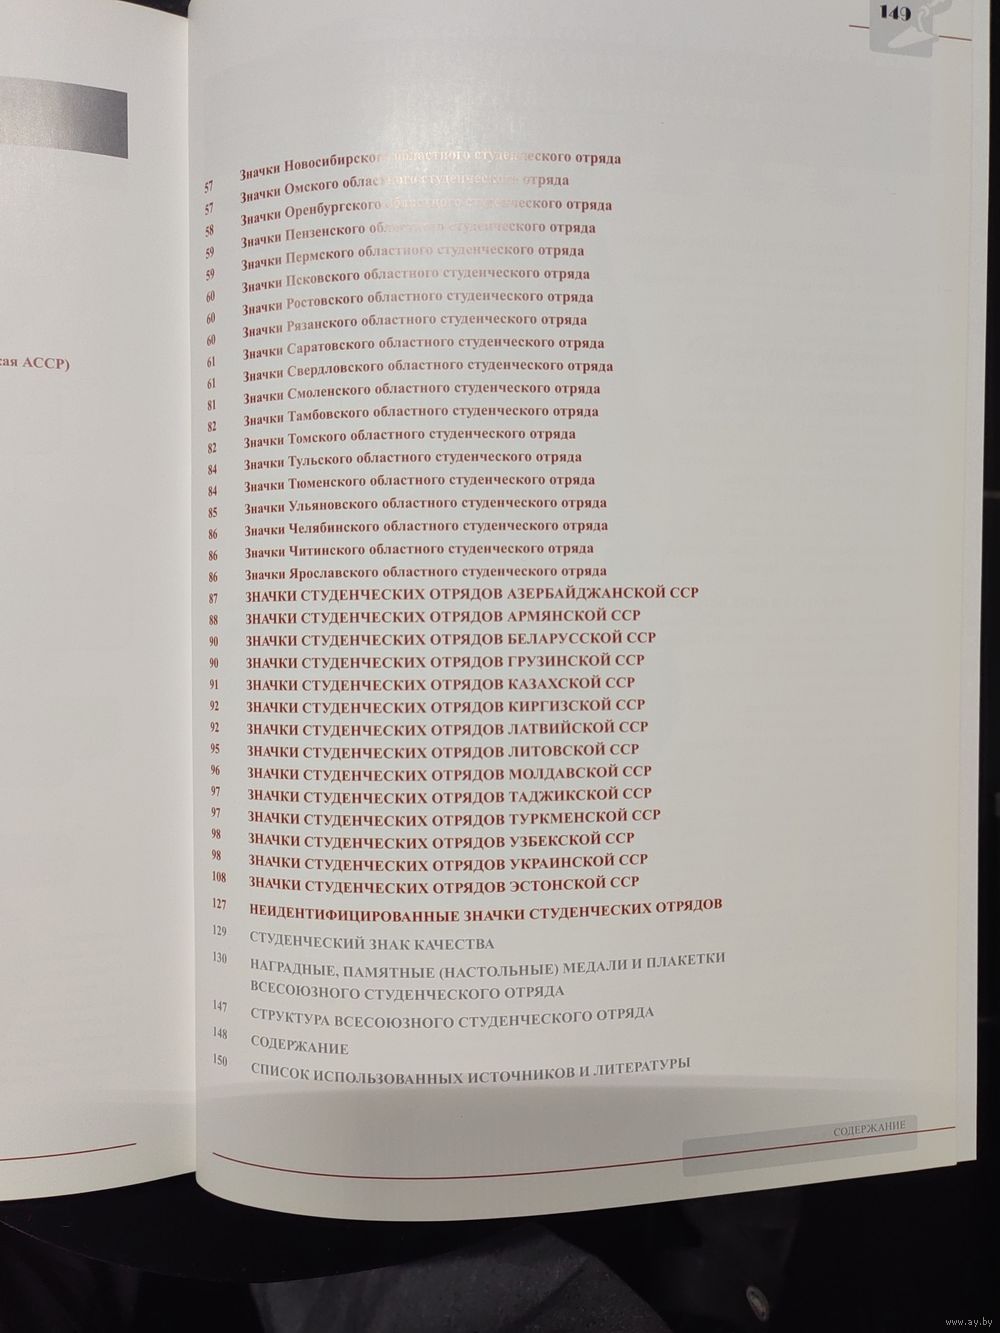 149
кая АССР)
57 Значки Новосибирского областного студенческого отряда
57 Значки Омского областного студенческого отряда
58 Значки Оренбургского областного студенческого отряда
59 Значки Пензенского областного студенческого отряда
59 Значки Пермского областного студенческого отряда
60 Значки Псковского областного студенческого отряда
60 Значки Ростовского областного студенческого отряда
60 Значки Рязанского областного студенческого отряда
61 Значки Саратовского областного студенческого отряда
61 Значки Свердловского областного студенческого отряда
81 Значки Смоленского областного студенческого отряда
82 Значки Тамбовского областного студенческого отряда
82 Значки Томского областного студенческого отряда
84 Значки Тульского областного студенческого отряда
84 Значки Тюменского областного студенческого отряда
85 Значки Ульяновского областного студенческого отряда
86 Значки Челябинского областного студенческого отряда
86 Значки Читинского областного студенческого отряда
86 Значки Ярославского областного студенческого отряда
87 ЗНАЧКИ СТУДЕНЧЕСКИХ ОТРЯДОВ АЗЕРБАЙДЖАНСКОЙ ССР
88 ЗНАЧКИ СТУДЕНЧЕСКИХ ОТРЯДОВ АРМЯНСКОЙ ССР
90 ЗНАЧКИ СТУДЕНЧЕСКИХ ОТРЯДОВ БЕЛАРУССКОЙ ССР
90 ЗНАЧКИ СТУДЕНЧЕСКИХ ОТРЯДОВ ГРУЗИНСКОЙ ССР
91 ЗНАЧКИ СТУДЕНЧЕСКИХ ОТРЯДОВ КАЗАХСКОЙ ССР
92 ЗНАЧКИ СТУДЕНЧЕСКИХ ОТРЯДОВ КИРГИЗСКОЙ ССР
92 ЗНАЧКИ СТУДЕНЧЕСКИХ ОТРЯДОВ ЛАТВИЙСКОЙ ССР
95 ЗНАЧКИ СТУДЕНЧЕСКИХ ОТРЯДОВ ЛИТОВСКОЙ ССР
96 ЗНАЧКИ СТУДЕНЧЕСКИХ ОТРЯДОВ МОЛДАВСКОЙ ССР
97 ЗНАЧКИ СТУДЕНЧЕСКИХ ОТРЯДОВ ТАДЖИКСКОЙ ССР
97 ЗНАЧКИ СТУДЕНЧЕСКИХ ОТРЯДОВ ТУРКМЕНСКОЙ ССР
98 ЗНАЧКИ СТУДЕНЧЕСКИХ ОТРЯДОВ УЗБЕКСКОЙ ССР
98 ЗНАЧКИ СТУДЕНЧЕСКИХ ОТРЯДОВ УКРАИНСКОЙ ССР
108 ЗНАЧКИ СТУДЕНЧЕСКИХ ОТРЯДОВ ЭСТОНСКОЙ ССР
127 НЕИДЕНТИФИЦИРОВАННЫЕ ЗНАЧКИ СТУДЕНЧЕСКИХ ОТРЯДОВ
129 СТУДЕНЧЕСКИЙ ЗНАК КАЧЕСТВА
130 НАГРАДНЫЕ, ПАМЯТНЫЕ (НАСТОЛЬНЫЕ) МЕДАЛИ И ПЛАКЕТКИ
ВСЕСОЮЗНОГО СТУДЕНЧЕСКОГО ОТРЯДА
147 СТРУКТУРА ВСЕСОЮЗНОГО СТУДЕНЧЕСКОГО ОТРЯДА
148 СОДЕРЖАНИЕ
150 СПИСОК ИСПОЛЬЗОВАННЫХ ИСТОЧНИКОВ И ЛИТЕРАТУРЫ
СОДЕРЖАНИЕ
www.ay.by